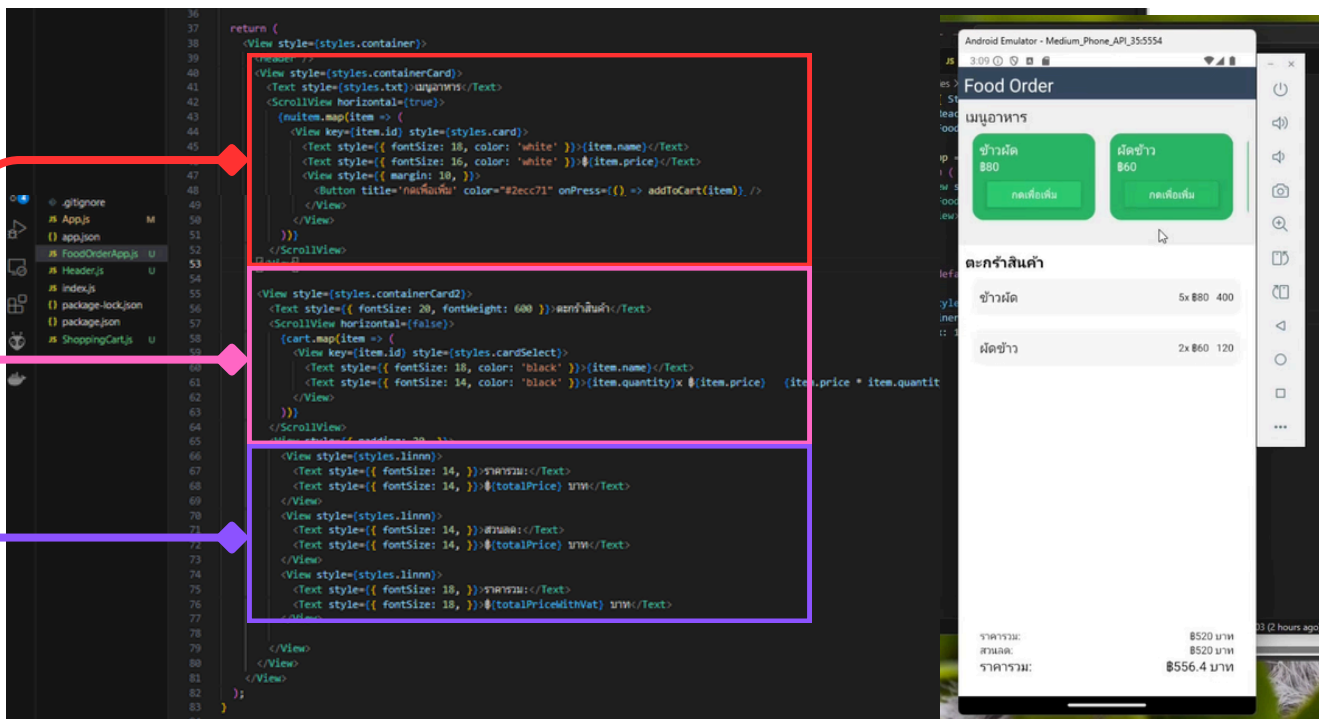 36
37 return (
38 <View style={styles.container}>
39 <Header />
40 <View style={styles.containerCard}>
41 <Text style={styles.txt}>เมนูอาหาร</Text>
42 <ScrollView horizontal={true}>
43 {nuitem.map(item => (
44 <View key={item.id} style={styles.card}>
45 <Text style={{ fontSize: 18, color: 'white' }}>{item.name}</Text>
<Text style={{ fontSize: 16, color: 'white' }}>฿{item.price}</Text>
47 <View style={{ margin: 10, }}>
48 <Button title='กดเพื่อเพิ่ม' color="#2ecc71" onPress={() => addToCart(item)} />
49 </View>
50 </View>
51 ))}
52 </ScrollView>
53 </View>
54
55 <View style={styles.containerCard2}>
56 <Text style={{ fontSize: 20, fontWeight: 600 }}>ตะกร้าสินค้า</Text>
57 <ScrollView horizontal={false}>
58 {cart.map(item => (
59 <View key={item.id} style={styles.cardSelect}>
60 <Text style={{ fontSize: 18, color: 'black' }}>{item.name}</Text>
61 <Text style={{ fontSize: 14, color: 'black' }}>{item.quantity}x ฿{item.price} {item.price * item.quantit
62 </View>
63 ))}
64 </ScrollView>
65 <View style={{ padding: 20, }}>
66 <View style={styles.linnn}>
67 <Text style={{ fontSize: 14, }}>ราคารวม:</Text>
68 <Text style={{ fontSize: 14, }}>฿{totalPrice} บาท</Text>
69 </View>
70 <View style={styles.linnn}>
71 <Text style={{ fontSize: 14, }}>สวนลด:</Text>
72 <Text style={{ fontSize: 14, }}>฿{totalPrice} บาท</Text>
73 </View>
74 <View style={styles.linnn}>
75 <Text style={{ fontSize: 18, }}>ราคารวม:</Text>
76 <Text style={{ fontSize: 18, }}>฿{totalPriceWithVat} บาท</Text>
77 </View>
78
79 </View>
80 </View>
81 </View>
82 );
83 }
.gitignore
JS App.js M
{} app.json
JS FoodOrderApp.js U
JS Header.js U
JS index.js
{} package-lock.json
{} package.json
JS ShoppingCart.js U
Android Emulator - Medium_Phone_API_35:5554
3:09
Food Order
เมนูอาหาร
ข้าวผัด
฿80
กดเพื่อเพิ่ม
ผัดข้าว
฿60
กดเพื่อเพิ่ม
ตะกร้าสินค้า
ข้าวผัด 5x ฿80 400
ผัดข้าว 2x ฿60 120
ราคารวม: ฿520 บาท
สวนลด: ฿520 บาท
ราคารวม: ฿556.4 บาท
03 (2 hours ago